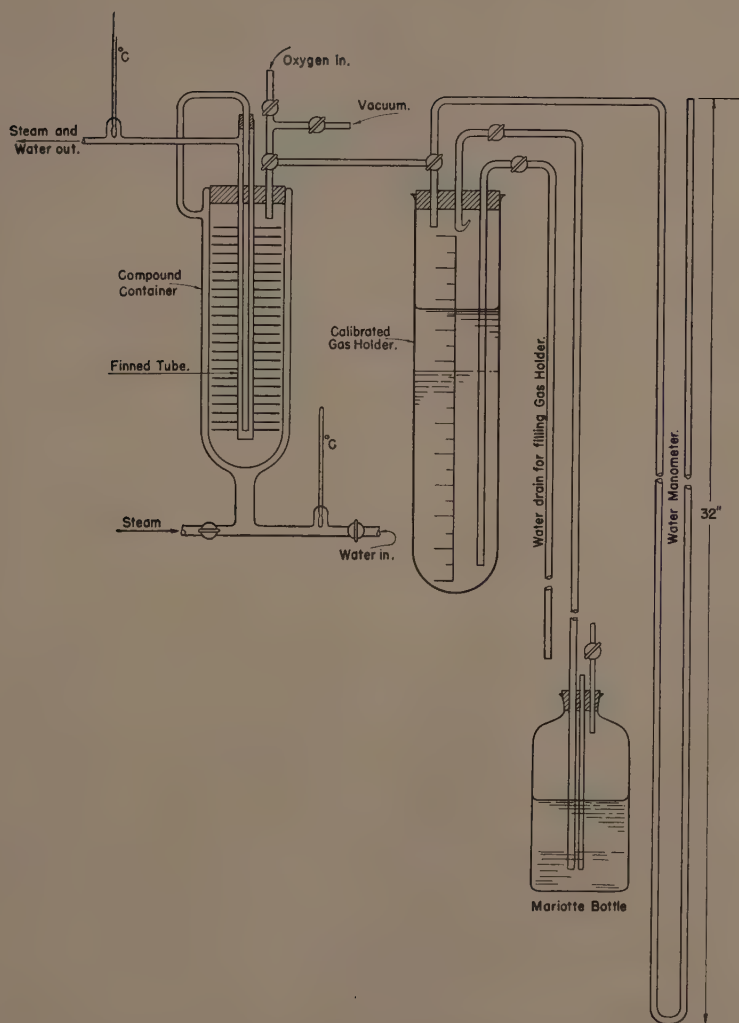 °C
Oxygen In.
Vacuum.
Steam and
Water out.
Compound
Container
Calibrated
Gas Holder.
Finned Tube.
°C
Water drain for filling Gas Holder.
Water Manometer.
32"
Steam
Water in.
Mariotte Bottle